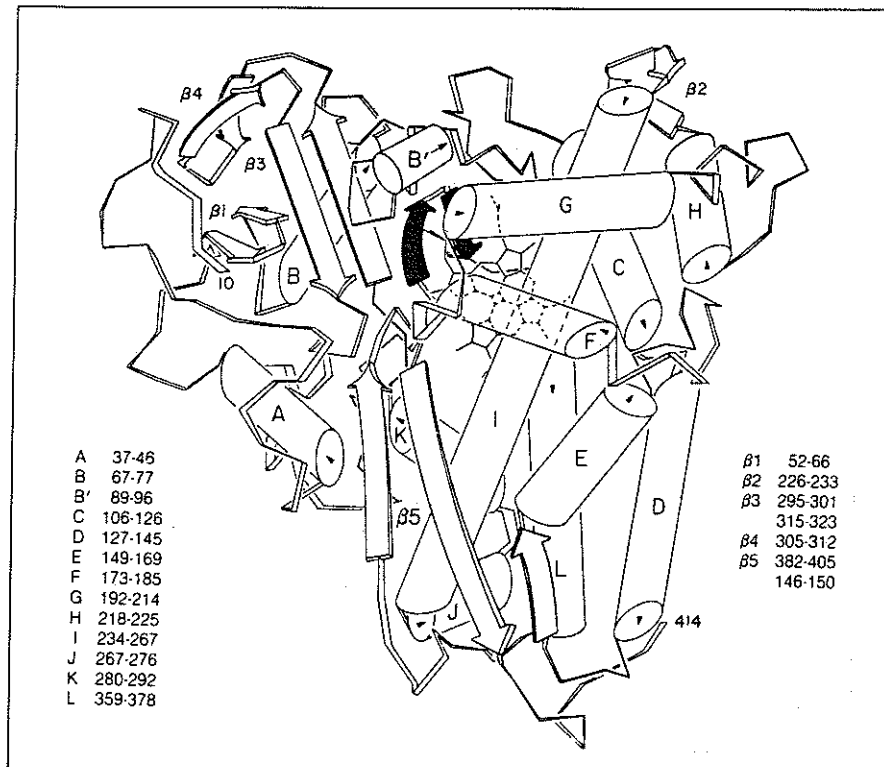 β4
β3
β1
B
10
A
B′
G
β2
H
C
F
I
K
E
D
β5
L
J
414
A 37-46
B 67-77
B′ 89-96
C 106-126
D 127-145
E 149-169
F 173-185
G 192-214
H 218-225
I 234-267
J 267-276
K 280-292
L 359-378
β1 52-66
β2 226-233
β3 295-301
315-323
β4 305-312
β5 382-405
146-150